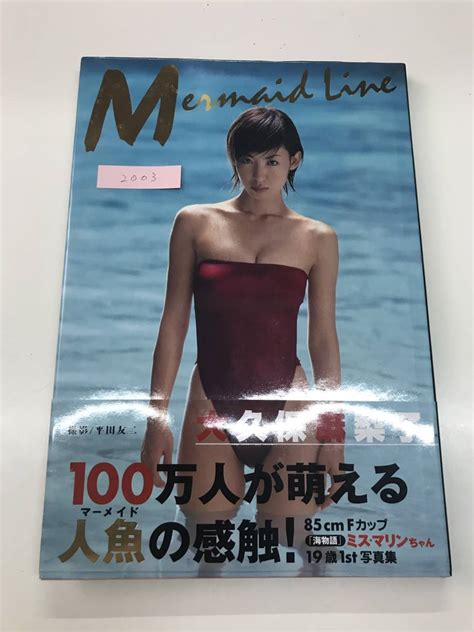 Mermaid Line
2003
撮影/平田友二
大久保麻梨子
100万人が萌える
マーメイド
人魚の感触!
85cm Fカップ
「海物語」ミス・マリンちゃん
19歳1st写真集